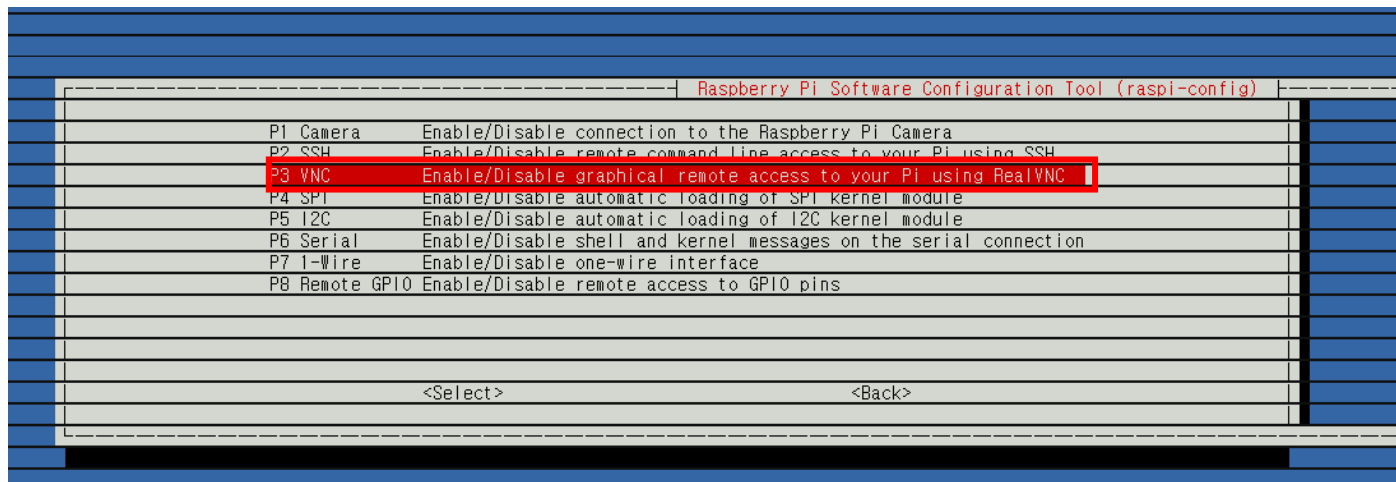 Raspberry Pi Software Configuration Tool (raspi-config)
P1 Camera Enable/Disable connection to the Raspberry Pi Camera
P2 SSH Enable/Disable remote command line access to your Pi using SSH
P3 VNC Enable/Disable graphical remote access to your Pi using RealVNC
P4 SPI Enable/Disable automatic loading of SPI kernel module
P5 I2C Enable/Disable automatic loading of I2C kernel module
P6 Serial Enable/Disable shell and kernel messages on the serial connection
P7 1-Wire Enable/Disable one-wire interface
P8 Remote GPIO Enable/Disable remote access to GPIO pins
<Select> <Back>